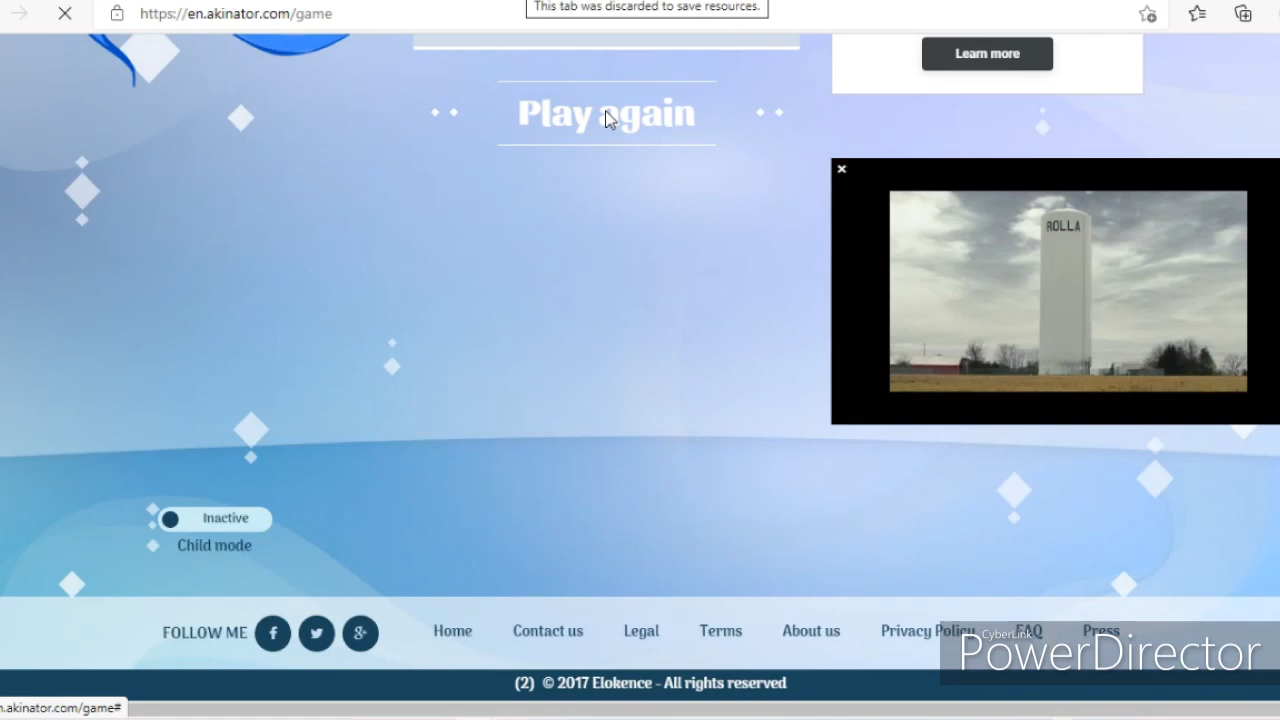 This tab was discarded to save resources.
https://en.akinator.com/game
Learn more
Play again
ROLLA
Inactive
Child mode
FOLLOW ME
Home
Contact us
Legal
Terms
About us
Privacy Policy
FAQ
Press
CyberLink
PowerDirector
(2) © 2017 Elokence - All rights reserved
n.akinator.com/game#